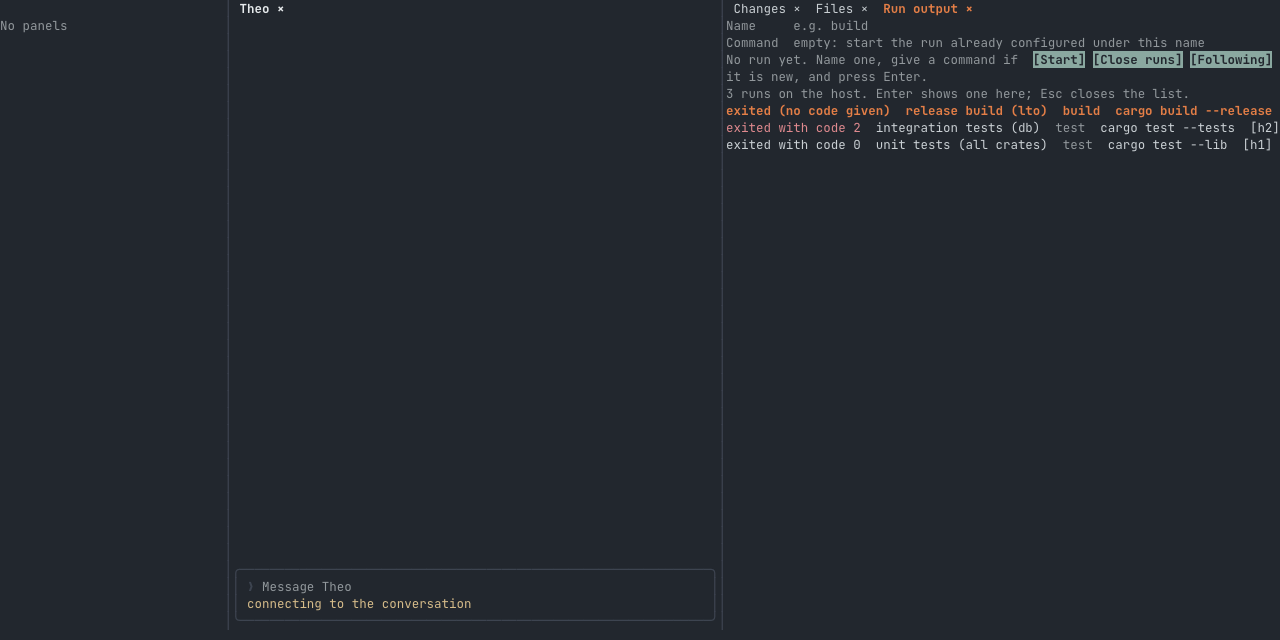 Theo ×
Changes × Files × Run output ×
No panels
Name e.g. build
Command empty: start the run already configured under this name
No run yet. Name one, give a command if [Start] [Close runs] [Following]
it is new, and press Enter.
3 runs on the host. Enter shows one here; Esc closes the list.
exited (no code given) release build (lto) build cargo build --release
exited with code 2 integration tests (db) test cargo test --tests [h2]
exited with code 0 unit tests (all crates) test cargo test --lib [h1]
⟩ Message Theo
connecting to the conversation